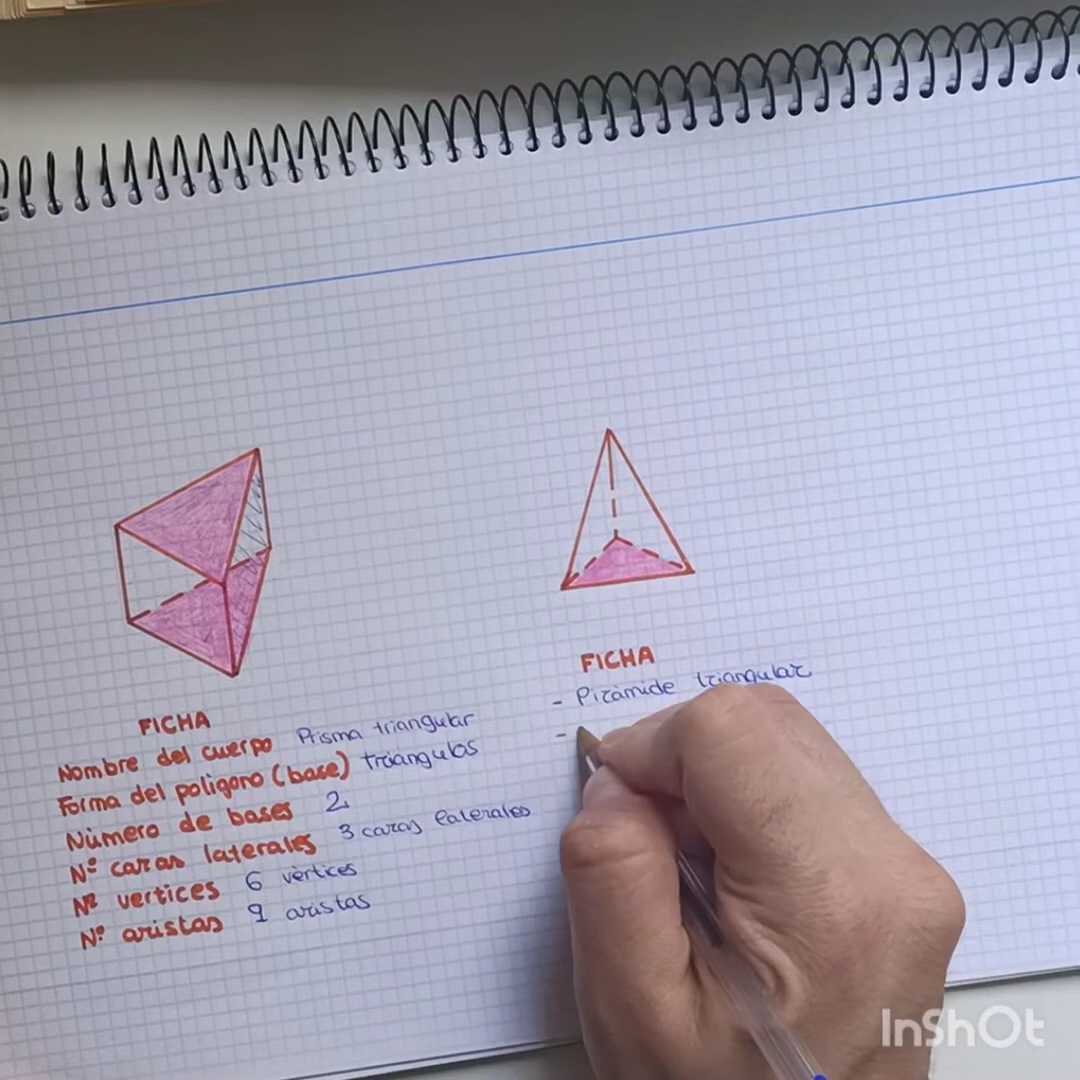 FICHA
Nombre del cuerpo Prisma triangular
Forma del poligono (base) triángulos
Número de bases 2
Nº caras laterales 3 caras laterales
Nº vertices 6 vértices
Nº aristas 9 aristas
FICHA
- Pirámide triangular
-
InShOt